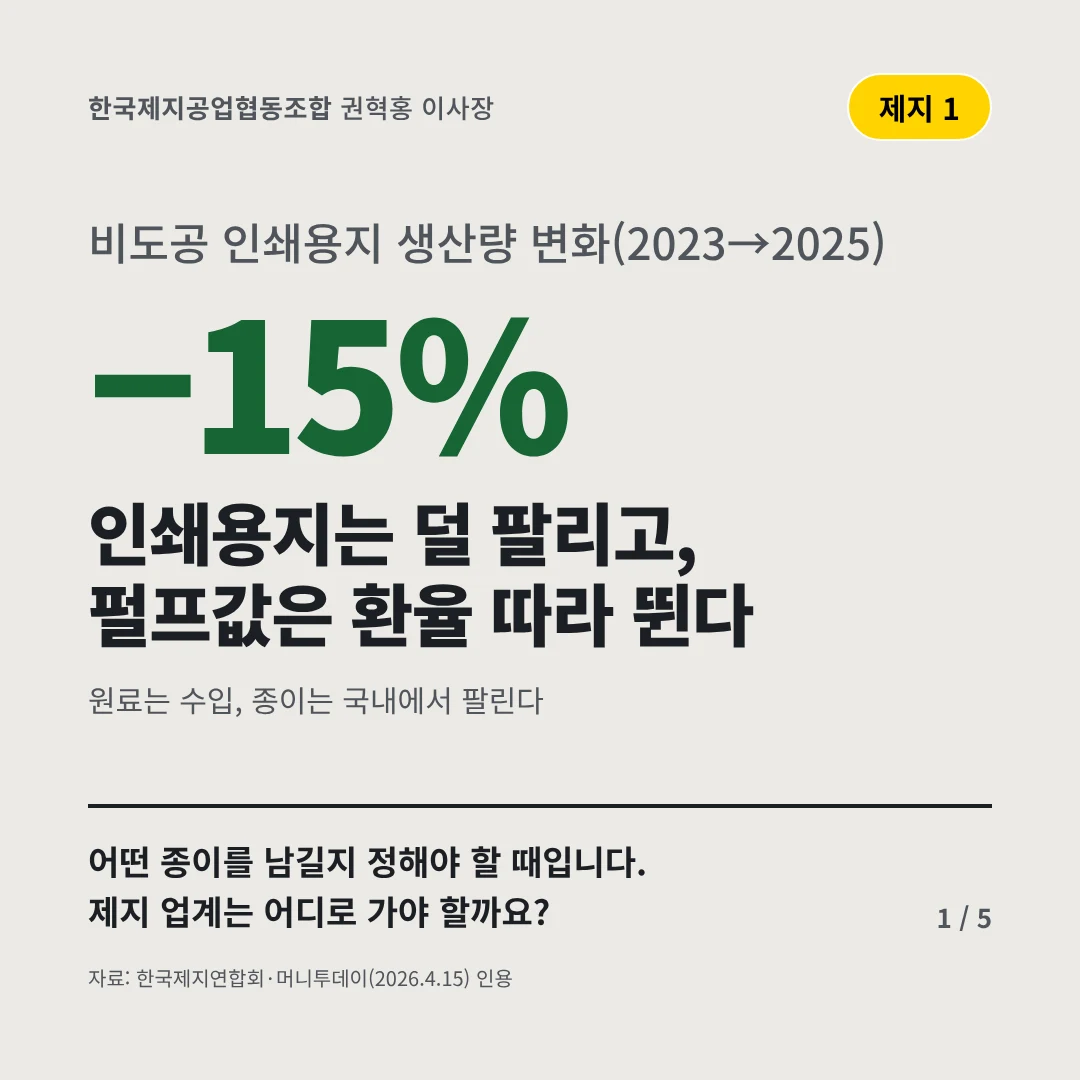 한국제지공업협동조합 권혁홍 이사장
제지 1
비도공 인쇄용지 생산량 변화(2023→2025)
−15%
인쇄용지는 덜 팔리고,
펄프값은 환율 따라 뛴다
원료는 수입, 종이는 국내에서 팔린다
어떤 종이를 남길지 정해야 할 때입니다.
제지 업계는 어디로 가야 할까요?
1 / 5
자료: 한국제지연합회·머니투데이(2026.4.15) 인용